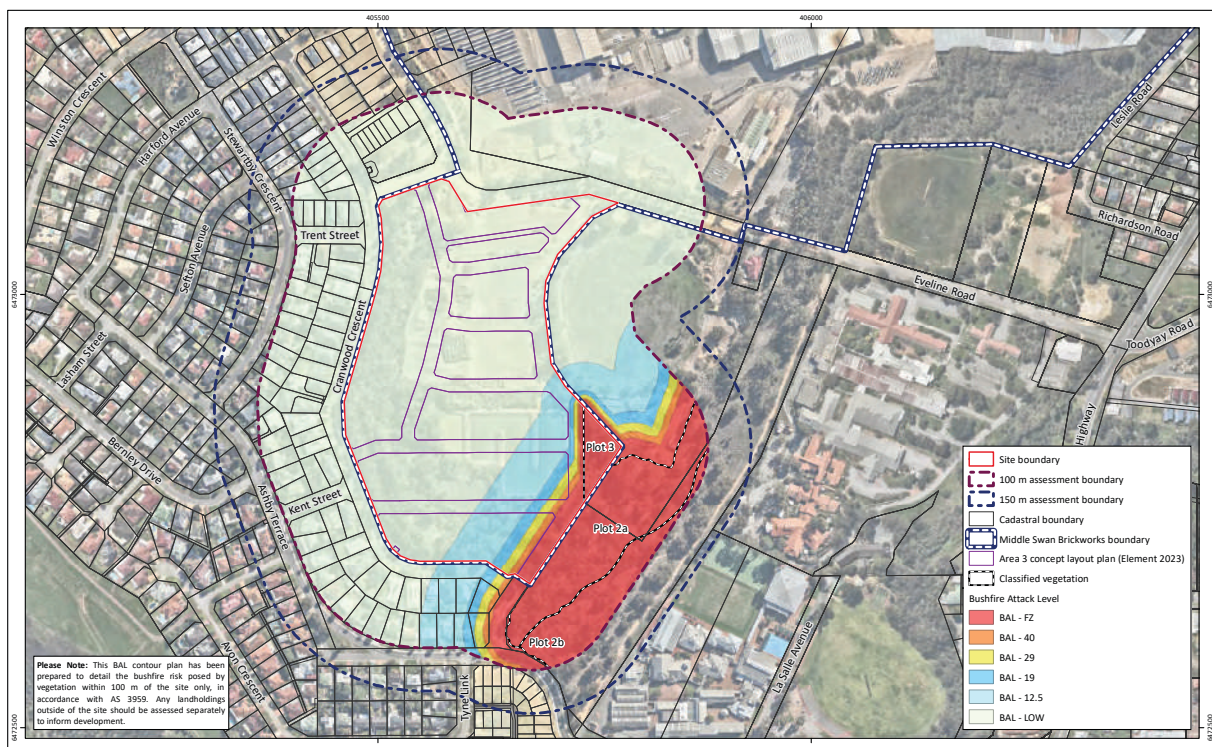 405500
406000
Winston Crescent
Harford Avenue
Stewartby Crescent
Leslie Road
Sefton Avenue
Trent Street
Richardson Road
6473000
6473000
Eveline Road
Cranwood Crescent
Toodyay Road
Lasham Street
Bernley Drive
Highway
Plot 3
Kent Street
Ashby Terrace
Plot 2a
Plot 2b
La Salle Avenue
Avon Crescent
Tyne Link
6472500
6472500
Please Note: This BAL contour plan has been
prepared to detail the bushfire risk posed by
vegetation within 100 m of the site only, in
accordance with AS 3959. Any landholdings
outside of the site should be assessed separately
to inform development.
Site boundary
100 m assessment boundary
150 m assessment boundary
Cadastral boundary
Middle Swan Brickworks boundary
Area 3 concept layout plan (Element 2023)
Classified vegetation
Bushfire Attack Level
BAL - FZ
BAL - 40
BAL - 29
BAL - 19
BAL - 12.5
BAL - LOW